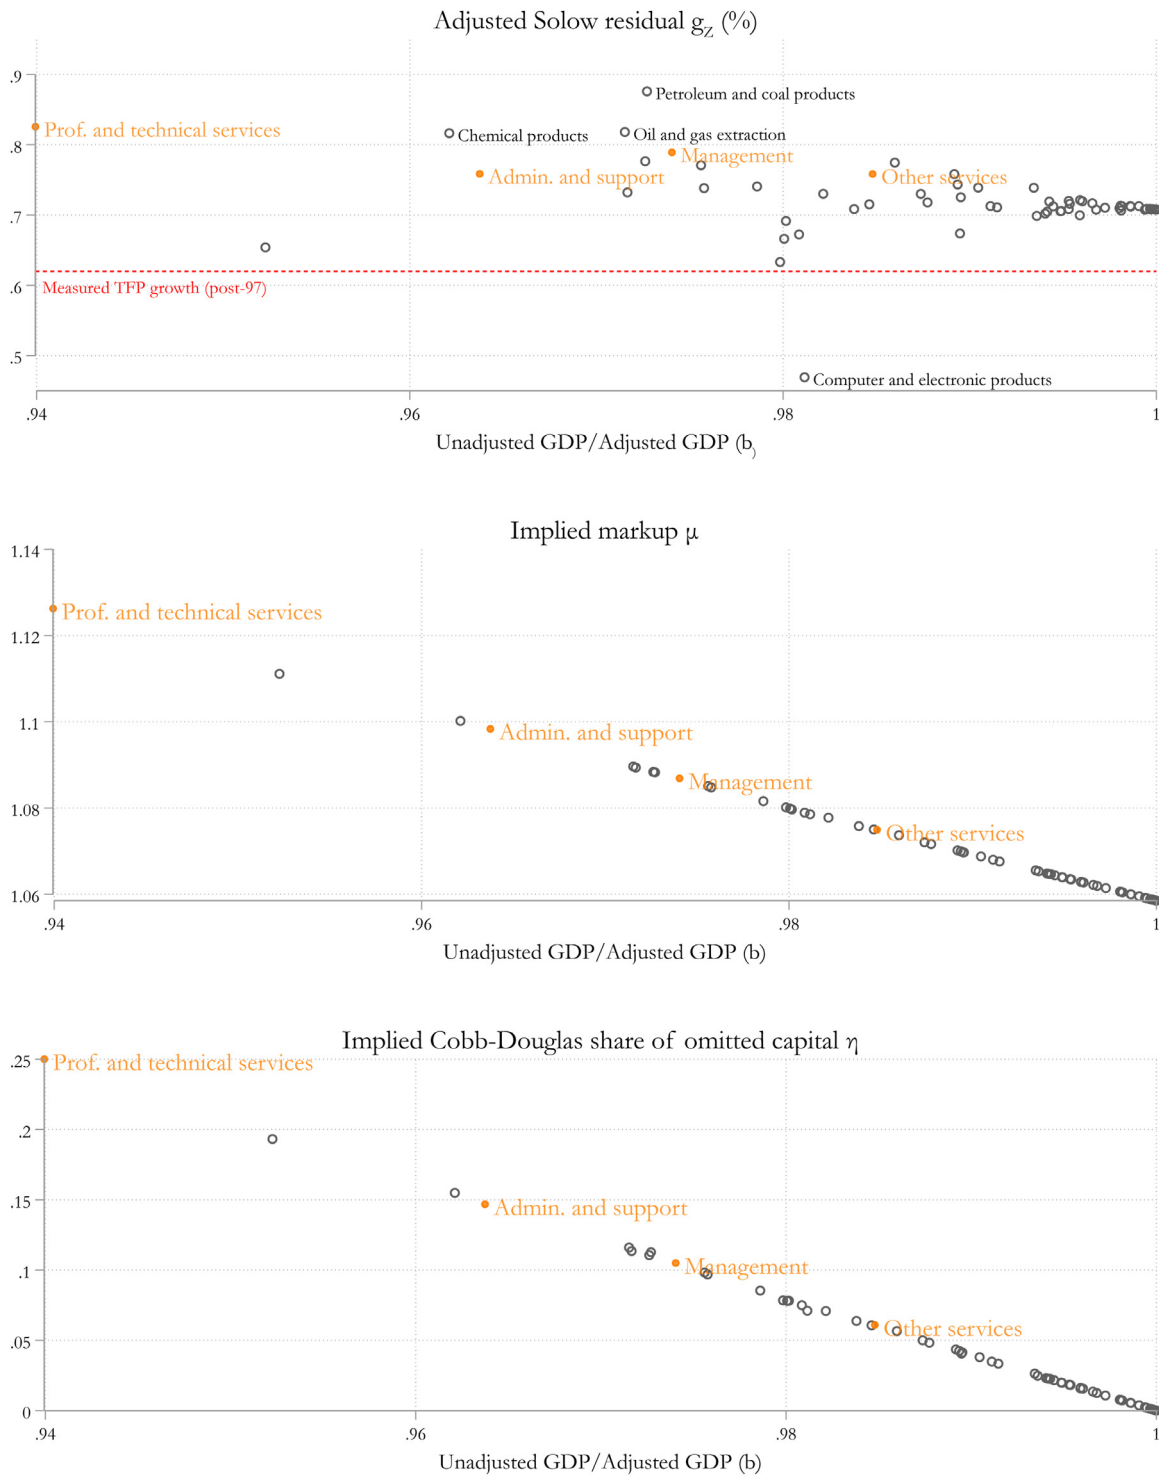 Adjusted Solow residual gZ (%)
.9
Petroleum and coal products
Prof. and technical services
Chemical products
Oil and gas extraction
.8
Management
Admin. and support
Other services
.7
Measured TFP growth (post-97)
.6
.5
Computer and electronic products
.94
.96
.98
1
Unadjusted GDP/Adjusted GDP (b)
Implied markup μ
1.14
Prof. and technical services
1.12
1.1
Admin. and support
Management
1.08
Other services
1.06
.94
.96
.98
1
Unadjusted GDP/Adjusted GDP (b)
Implied Cobb-Douglas share of omitted capital η
.25
Prof. and technical services
.2
.15
Admin. and support
.1
Management
.05
Other services
0
.94
.96
.98
1
Unadjusted GDP/Adjusted GDP (b)